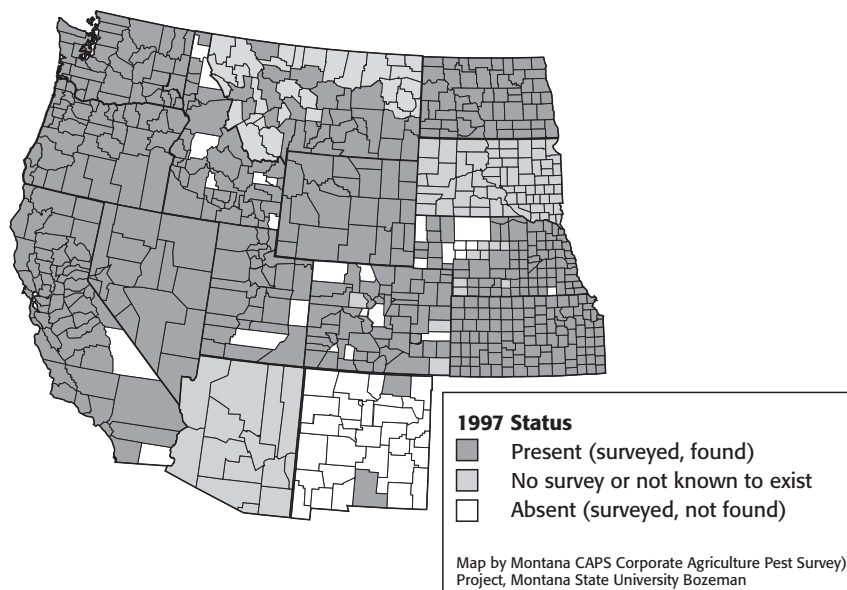 1997 Status
Present (surveyed, found)
No survey or not known to exist
Absent (surveyed, not found)
Map by Montana CAPS Corporate Agriculture Pest Survey)
Project, Montana State University Bozeman